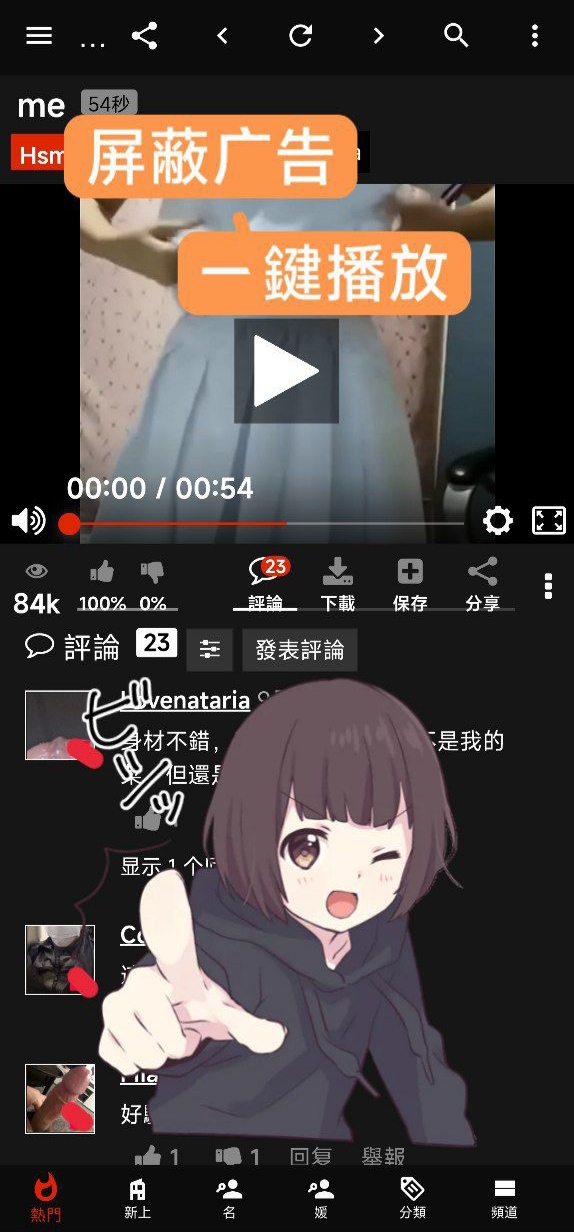 ...
me 54秒
屏蔽广告
一鍵播放
00:00 / 00:54
84k
100% 0%
23
評論 下載 保存 分享
評論 23 發表評論
身材不錯，
是我的
但還是
显示 1 个
1 1 回复 舉報
熱門 新上 名 媛 分類 頻道